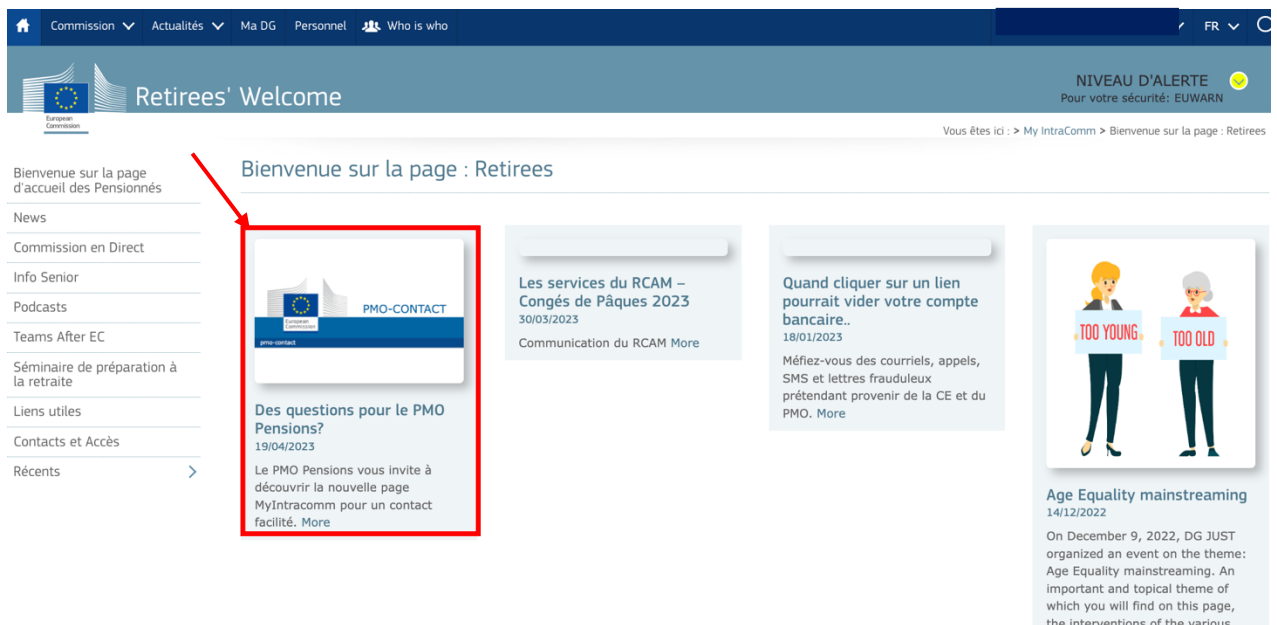 Commission Actualités Ma DG Personnel Who is who FR
Retirees' Welcome
European
Commission
NIVEAU D'ALERTE
Pour votre sécurité: EUWARN
Vous êtes ici : > My IntraComm > Bienvenue sur la page : Retirees
Bienvenue sur la page
d'accueil des Pensionnés
News
Commission en Direct
Info Senior
Podcasts
Teams After EC
Séminaire de préparation à
la retraite
Liens utiles
Contacts et Accès
Récents
Bienvenue sur la page : Retirees
PMO-CONTACT
European
Commission
pmo-contact
Des questions pour le PMO
Pensions?
19/04/2023
Le PMO Pensions vous invite à
découvrir la nouvelle page
MyIntracomm pour un contact
facilité. More
Les services du RCAM –
Congés de Pâques 2023
30/03/2023
Communication du RCAM More
Quand cliquer sur un lien
pourrait vider votre compte
bancaire..
18/01/2023
Méfiez-vous des courriels, appels,
SMS et lettres frauduleux
prétendant provenir de la CE et du
PMO. More
TOO YOUNG
TOO OLD
Age Equality mainstreaming
14/12/2022
On December 9, 2022, DG JUST
organized an event on the theme:
Age Equality mainstreaming. An
important and topical theme of
which you will find on this page,
the interventions of the various